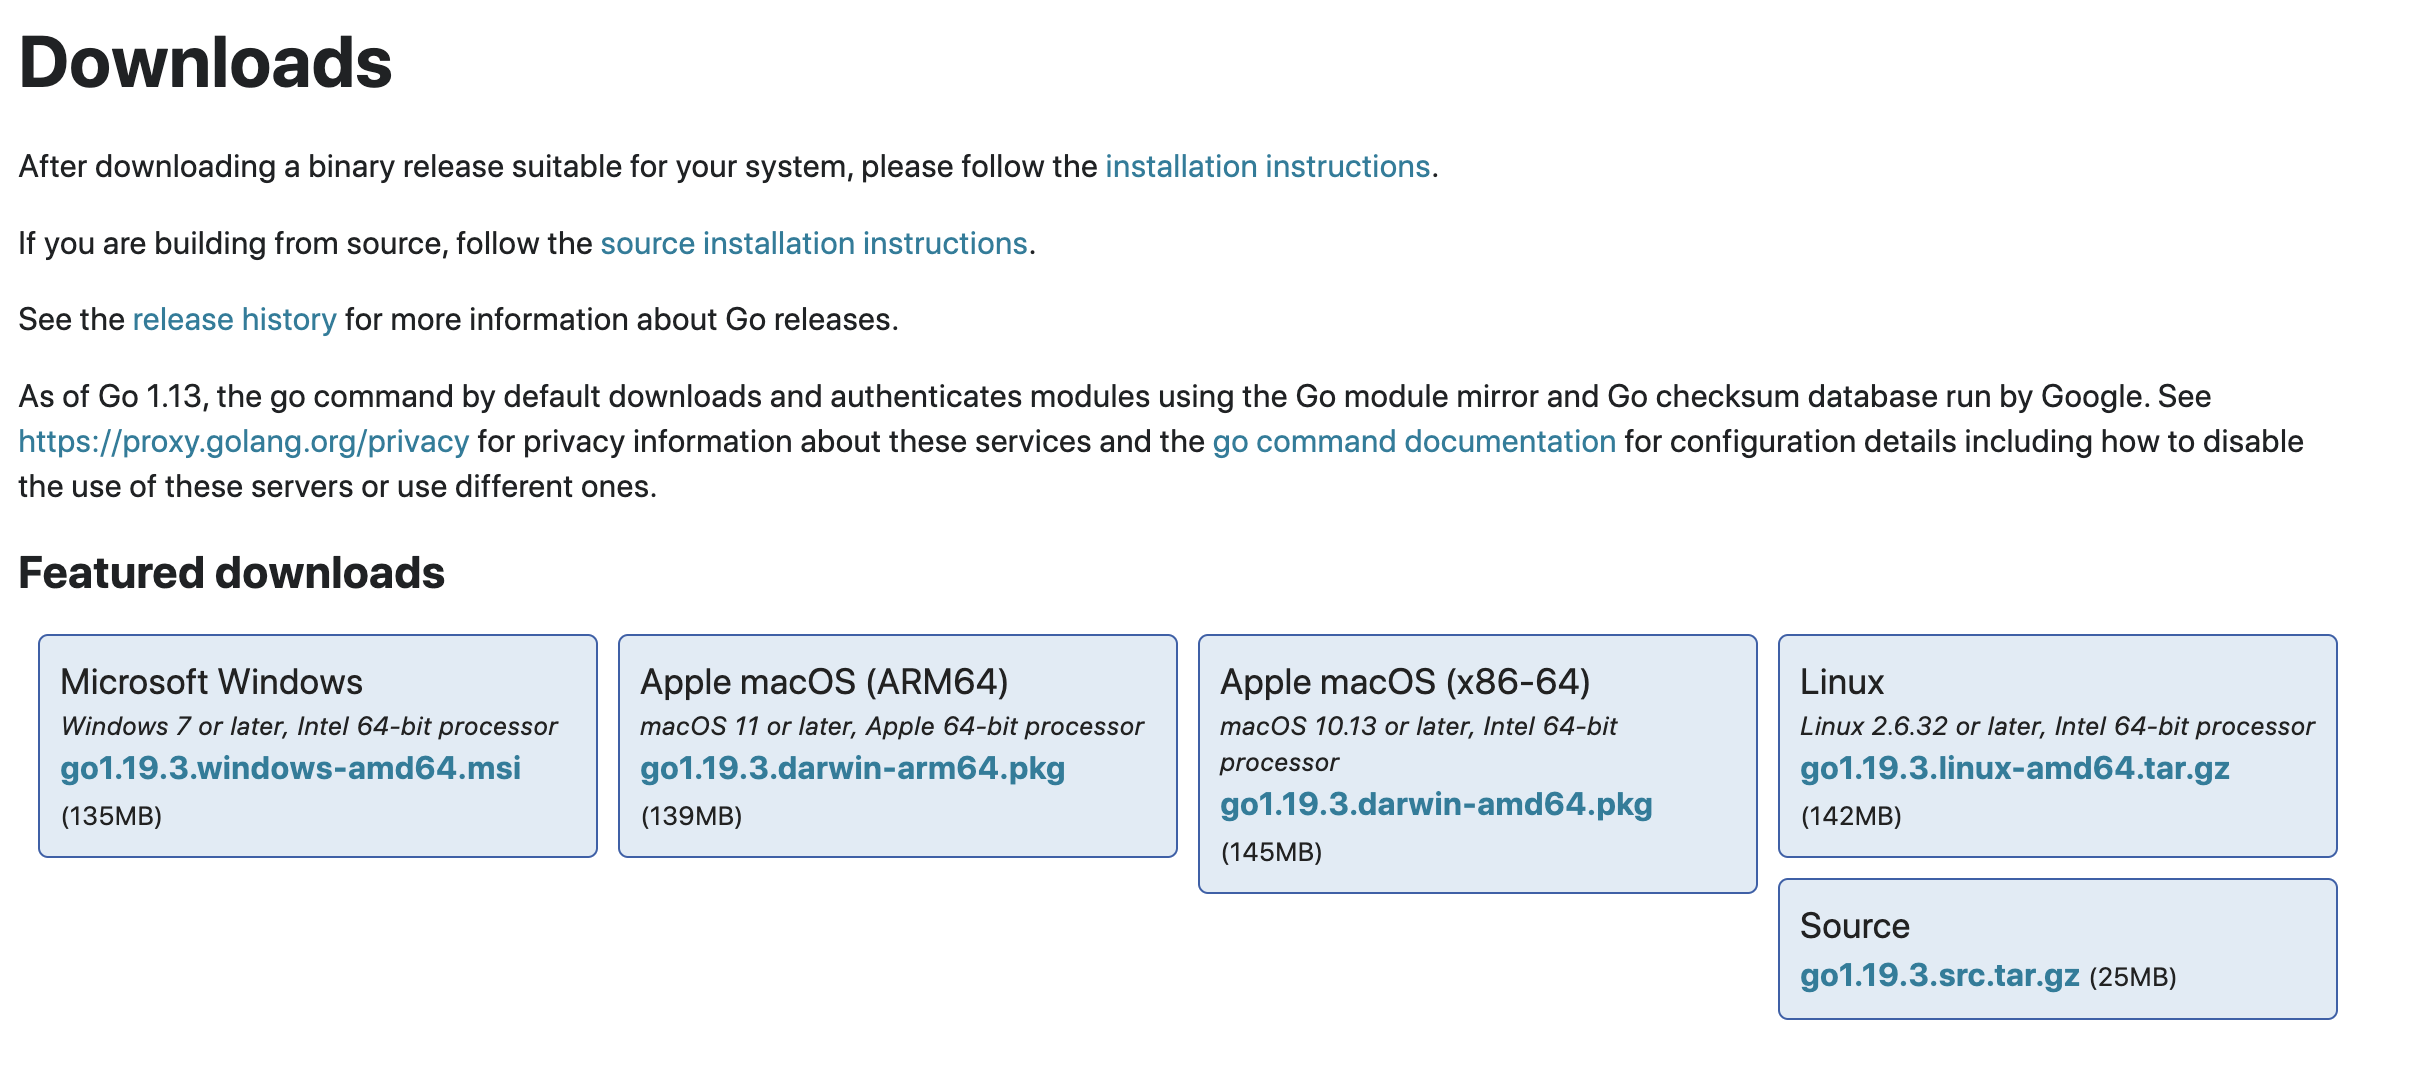 Downloads
After downloading a binary release suitable for your system, please follow the installation instructions.
If you are building from source, follow the source installation instructions.
See the release history for more information about Go releases.
As of Go 1.13, the go command by default downloads and authenticates modules using the Go module mirror and Go checksum database run by Google. See
https://proxy.golang.org/privacy for privacy information about these services and the go command documentation for configuration details including how to disable
the use of these servers or use different ones.
Featured downloads
Microsoft Windows
Windows 7 or later, Intel 64-bit processor
go1.19.3.windows-amd64.msi
(135MB)
Apple macOS (ARM64)
macOS 11 or later, Apple 64-bit processor
go1.19.3.darwin-arm64.pkg
(139MB)
Apple macOS (x86-64)
macOS 10.13 or later, Intel 64-bit
processor
go1.19.3.darwin-amd64.pkg
(145MB)
Linux
Linux 2.6.32 or later, Intel 64-bit processor
go1.19.3.linux-amd64.tar.gz
(142MB)
Source
go1.19.3.src.tar.gz (25MB)